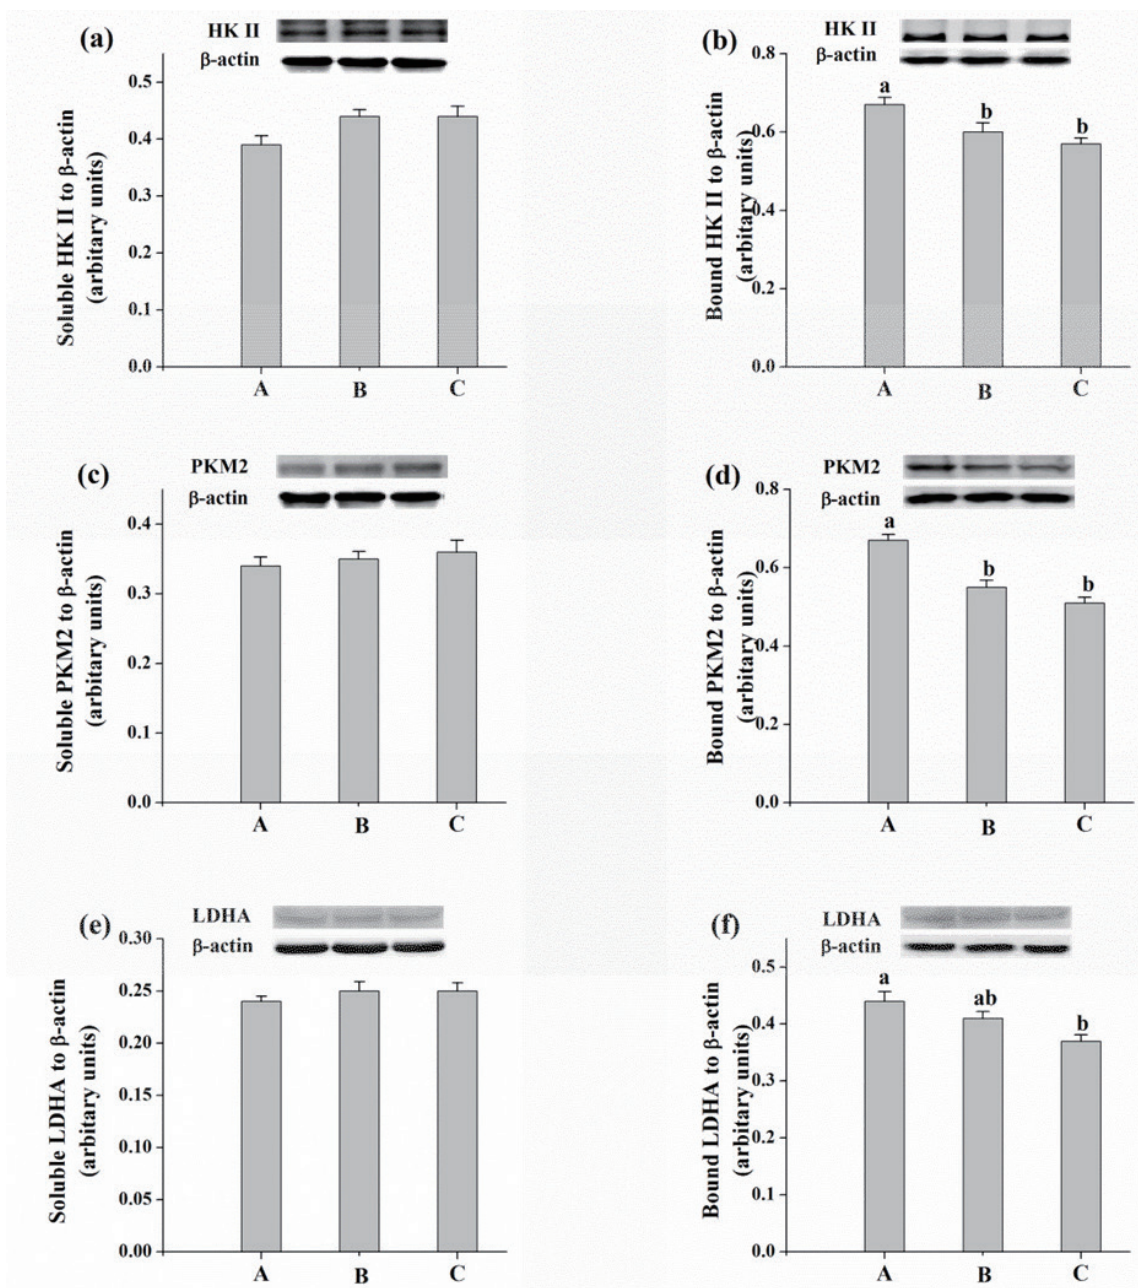 (a)
HK II
β-actin
Soluble HK II to β-actin
(arbitary units)
0.5
0.4
0.3
0.2
0.1
0.0
A
B
C
(b)
HK II
β-actin
Bound HK II to β-actin
(arbitary units)
0.8
0.6
0.4
0.2
0.0
a
b
b
A
B
C
(c)
PKM2
β-actin
Soluble PKM2 to β-actin
(arbitary units)
0.4
0.3
0.2
0.1
0.0
A
B
C
(d)
PKM2
β-actin
Bound PKM2 to β-actin
(arbitary units)
0.8
0.6
0.4
0.2
0.0
a
b
b
A
B
C
(e)
LDHA
β-actin
Soluble LDHA to β-actin
(arbitary units)
0.30
0.25
0.20
0.15
0.10
0.05
0.00
A
B
C
(f)
LDHA
β-actin
Bound LDHA to β-actin
(arbitary units)
0.5
0.4
0.3
0.2
0.1
0.0
a
ab
b
A
B
C